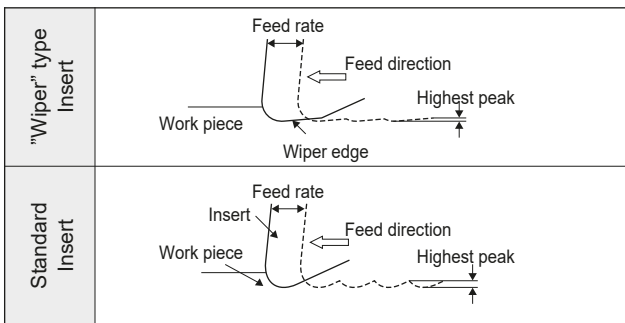 "Wiper" type
Insert
Feed rate
Feed direction
Highest peak
Work piece
Wiper edge
Standard
Insert
Feed rate
Insert
Feed direction
Work piece
Highest peak